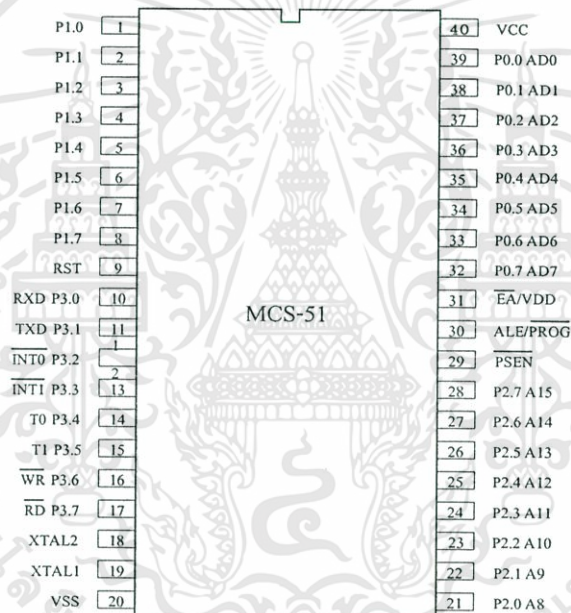 P1.0 1
P1.1 2
P1.2 3
P1.3 4
P1.4 5
P1.5 6
P1.6 7
P1.7 8
RST 9
RXD P3.0 10
TXD P3.1 11
INT0 P3.2 12
INT1 P3.3 13
T0 P3.4 14
T1 P3.5 15
WR P3.6 16
RD P3.7 17
XTAL2 18
XTAL1 19
VSS 20
MCS-51
40 VCC
39 P0.0 AD0
38 P0.1 AD1
37 P0.2 AD2
36 P0.3 AD3
35 P0.4 AD4
34 P0.5 AD5
33 P0.6 AD6
32 P0.7 AD7
31 EA/VDD
30 ALE/PROG
29 PSEN
28 P2.7 A15
27 P2.6 A14
26 P2.5 A13
25 P2.4 A12
24 P2.3 A11
23 P2.2 A10
22 P2.1 A9
21 P2.0 A8